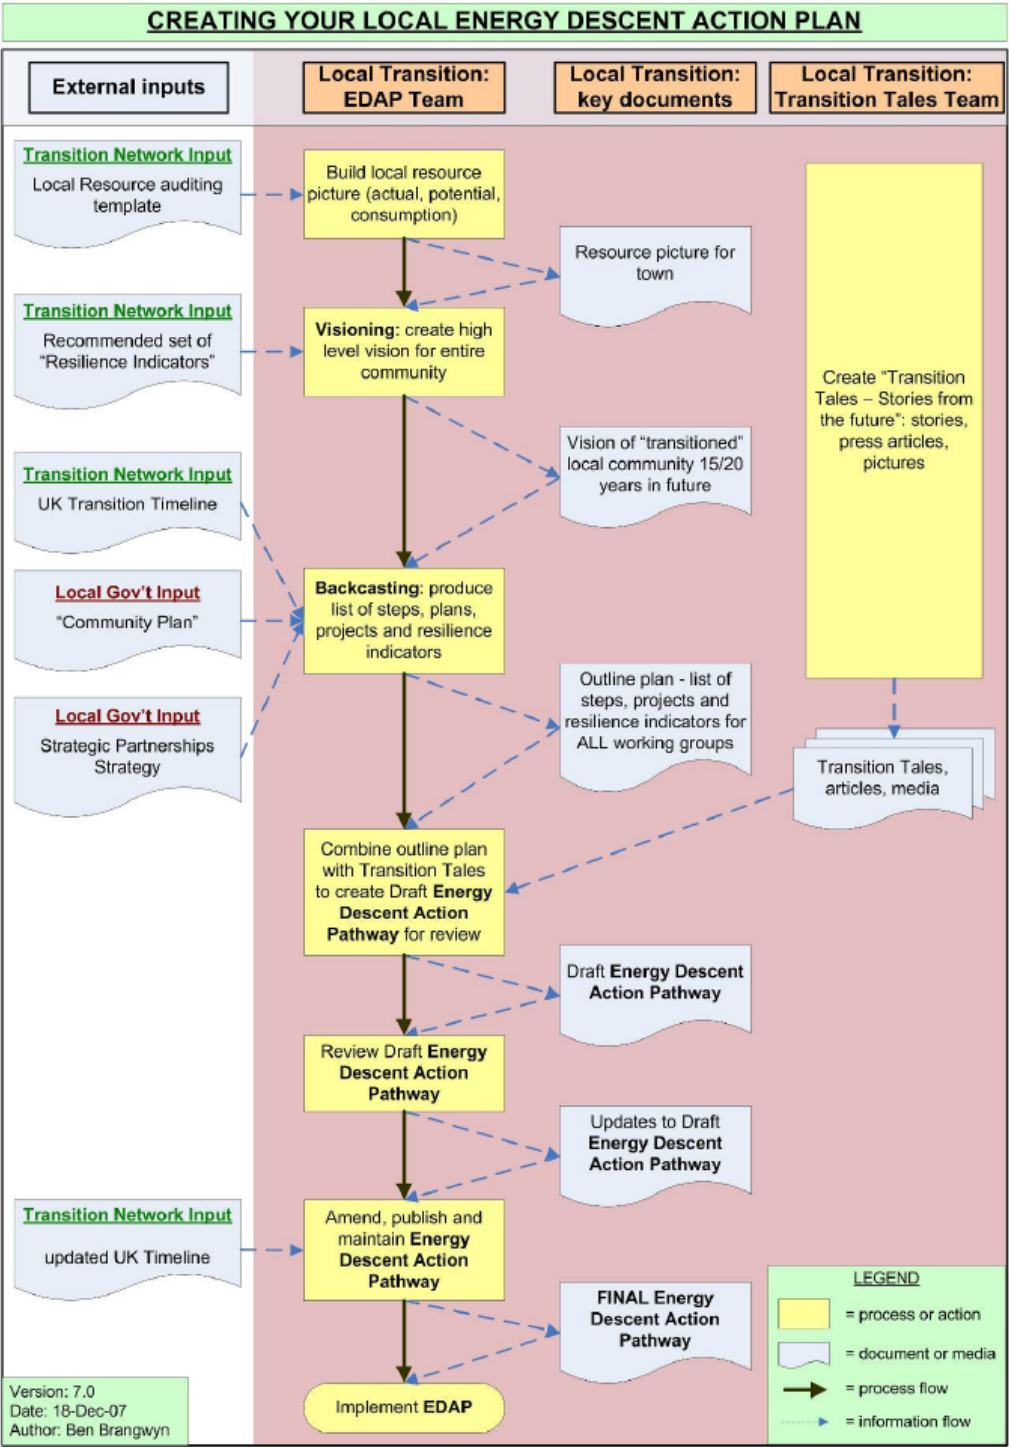 CREATING YOUR LOCAL ENERGY DESCENT ACTION PLAN
External inputs
Local Transition:
EDAP Team
Local Transition:
key documents
Local Transition:
Transition Tales Team
Transition Network Input
Local Resource auditing
template
Build local resource
picture (actual, potential,
consumption)
Resource picture for
town
Transition Network Input
Recommended set of
“Resilience Indicators”
Visioning: create high
level vision for entire
community
Create “Transition
Tales – Stories from
the future”: stories,
press articles,
pictures
Vision of “transitioned”
local community 15/20
years in future
Transition Network Input
UK Transition Timeline
Local Gov’t Input
“Community Plan”
Backcasting: produce
list of steps, plans,
projects and resilience
indicators
Local Gov’t Input
Strategic Partnerships
Strategy
Outline plan - list of
steps, projects and
resilience indicators for
ALL working groups
Transition Tales,
articles, media
Combine outline plan
with Transition Tales
to create Draft Energy
Descent Action
Pathway for review
Draft Energy Descent
Action Pathway
Review Draft Energy
Descent Action
Pathway
Updates to Draft
Energy Descent
Action Pathway
Transition Network Input
updated UK Timeline
Amend, publish and
maintain Energy
Descent Action
Pathway
FINAL Energy
Descent Action
Pathway
Implement EDAP
LEGEND
= process or action
= document or media
= process flow
= information flow
Version: 7.0
Date: 18-Dec-07
Author: Ben Brangwyn